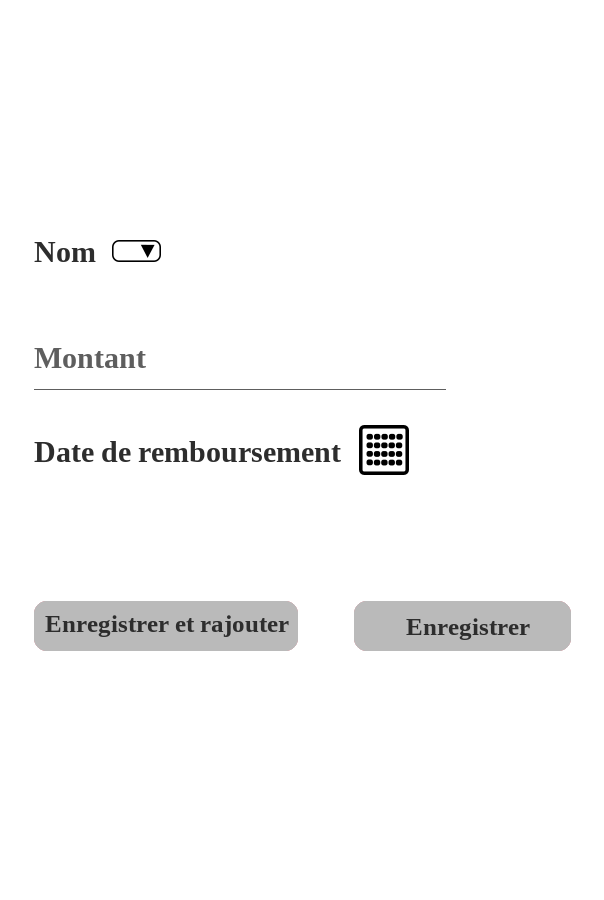 Nom
Montant
Date de remboursement
Enregistrer et rajouter
Enregistrer